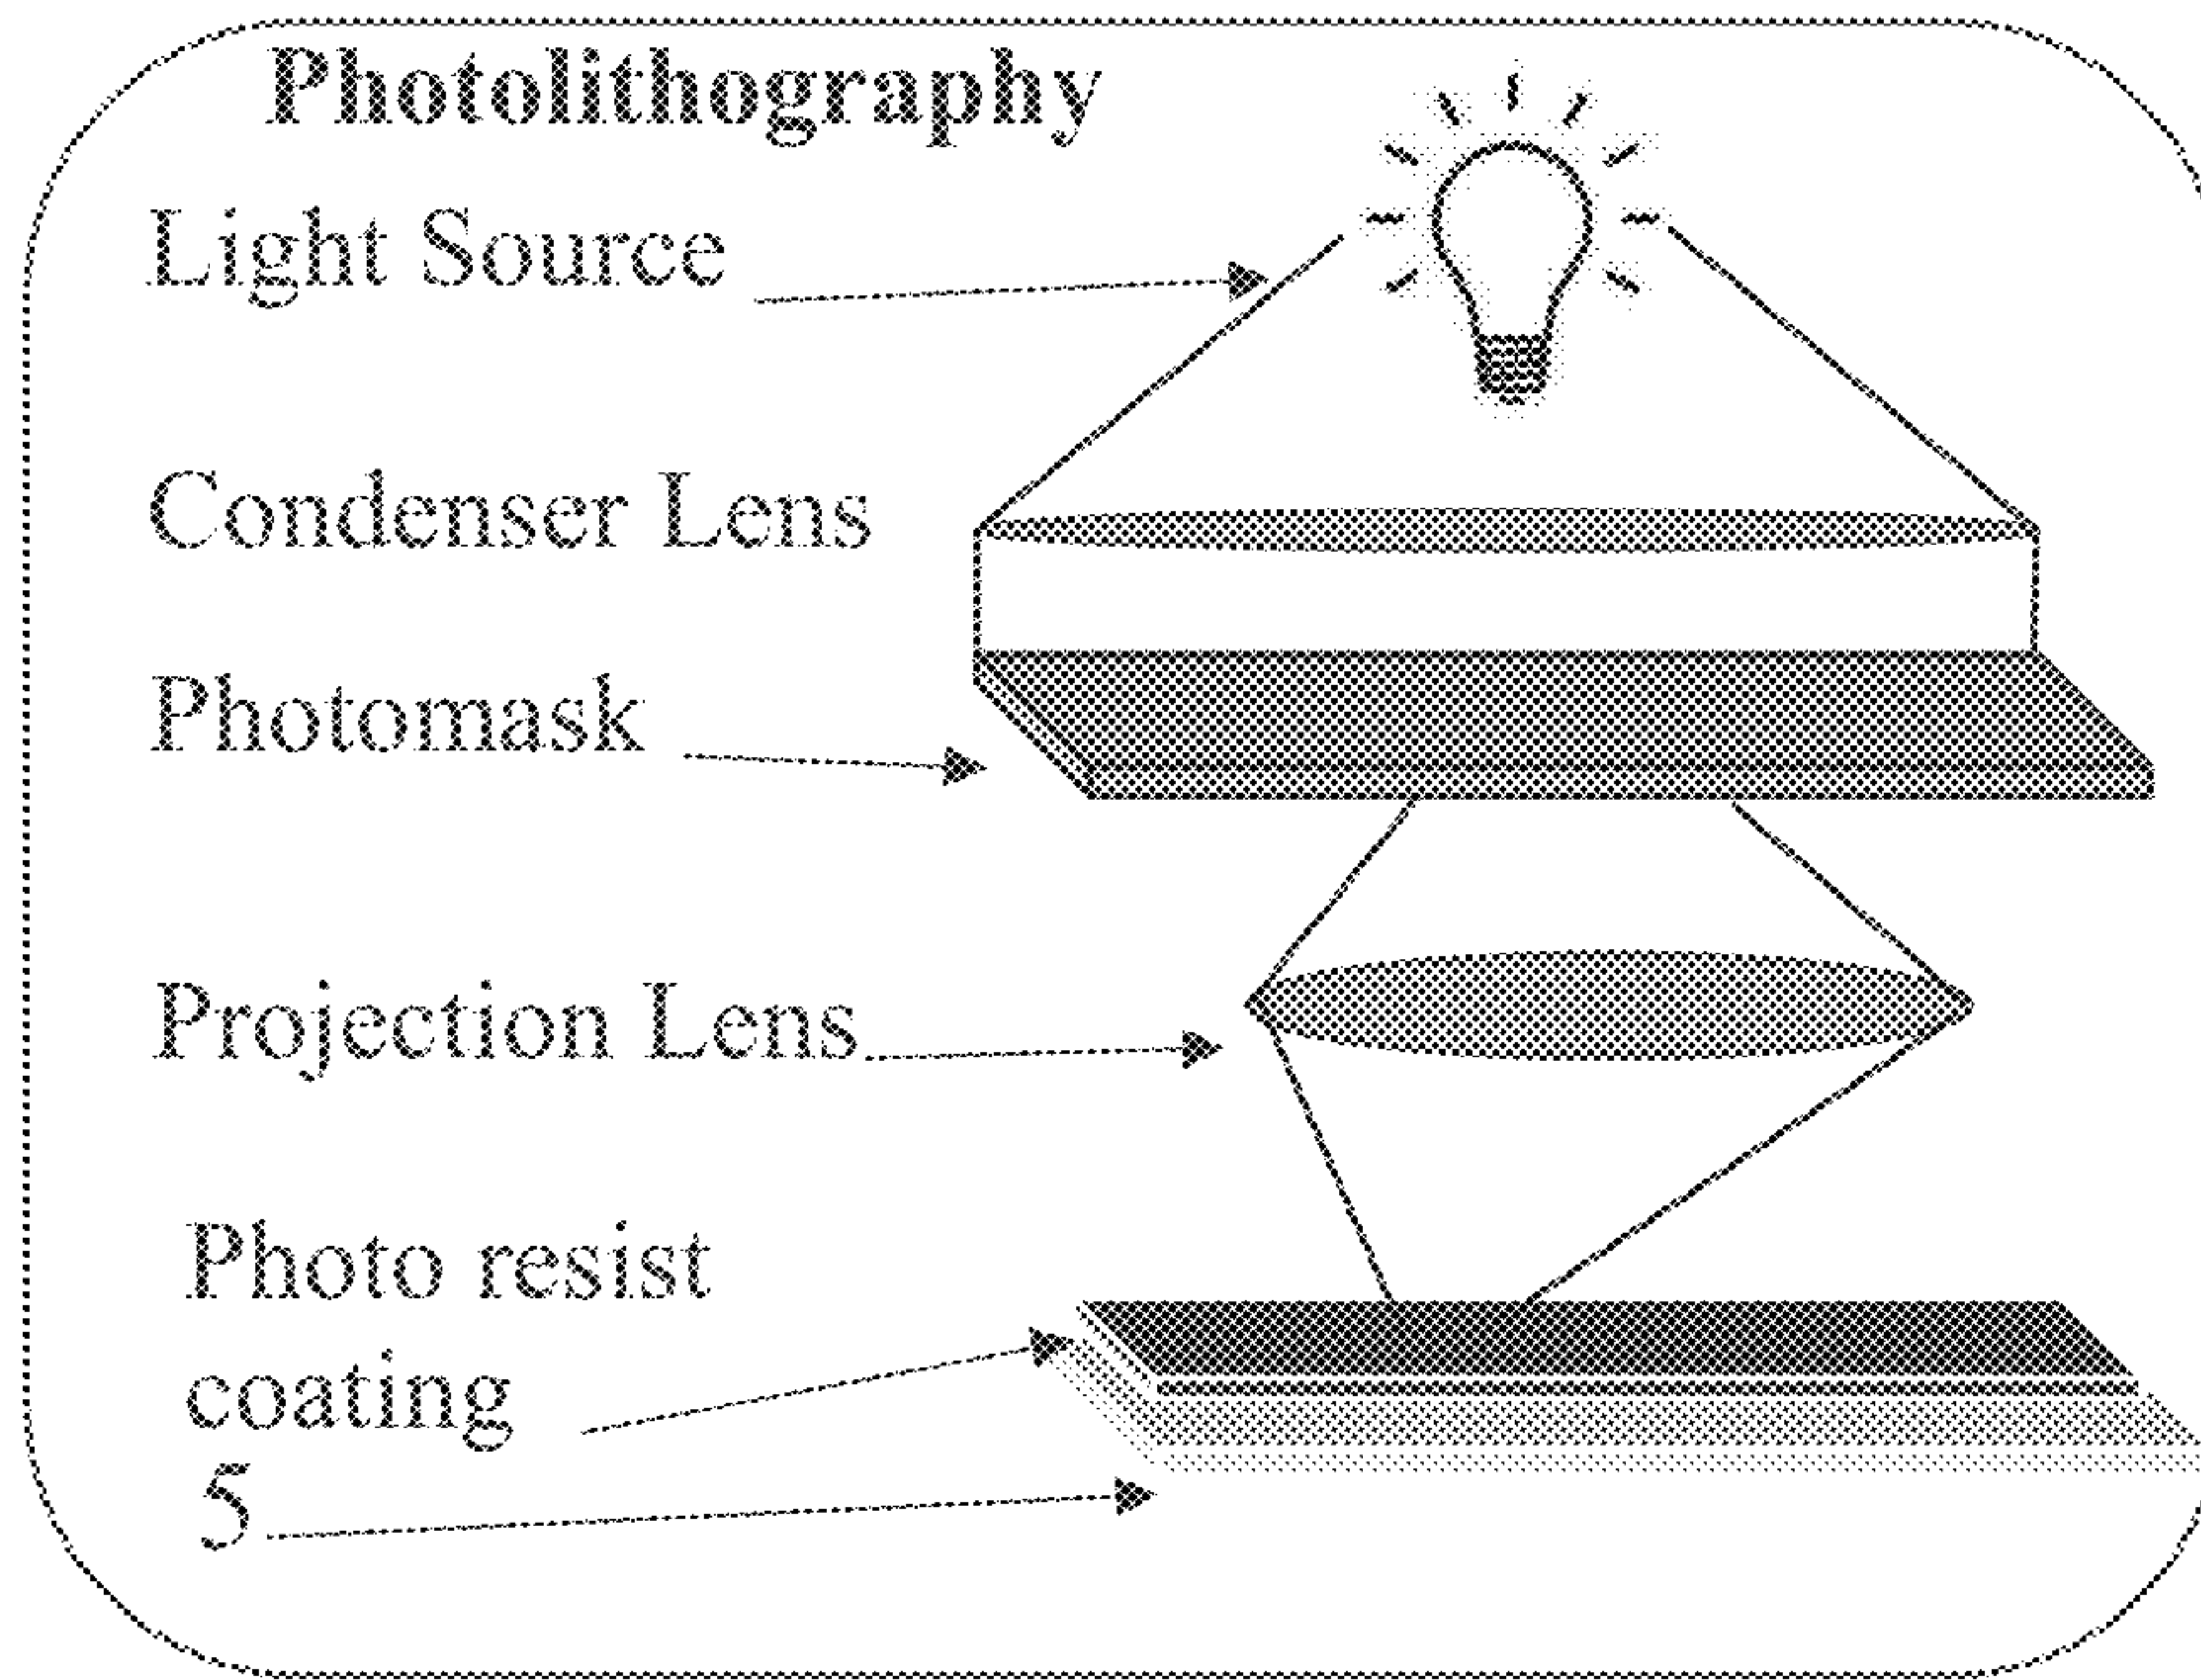 Photolithography
Light Source
Condenser Lens
Photomask
Projection Lens
Photo resist
coating
5